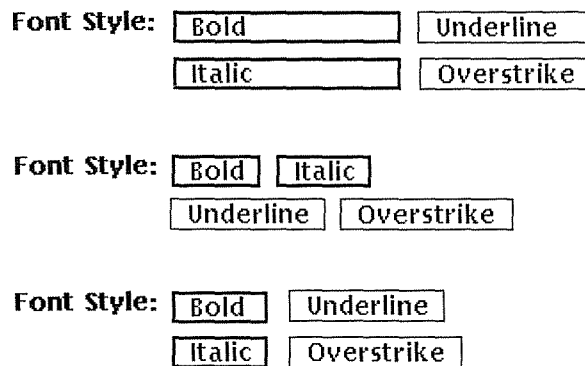 Font Style: Bold Underline
Italic Overstrike
Font Style: Bold Italic
Underline Overstrike
Font Style: Bold Underline
Italic Overstrike